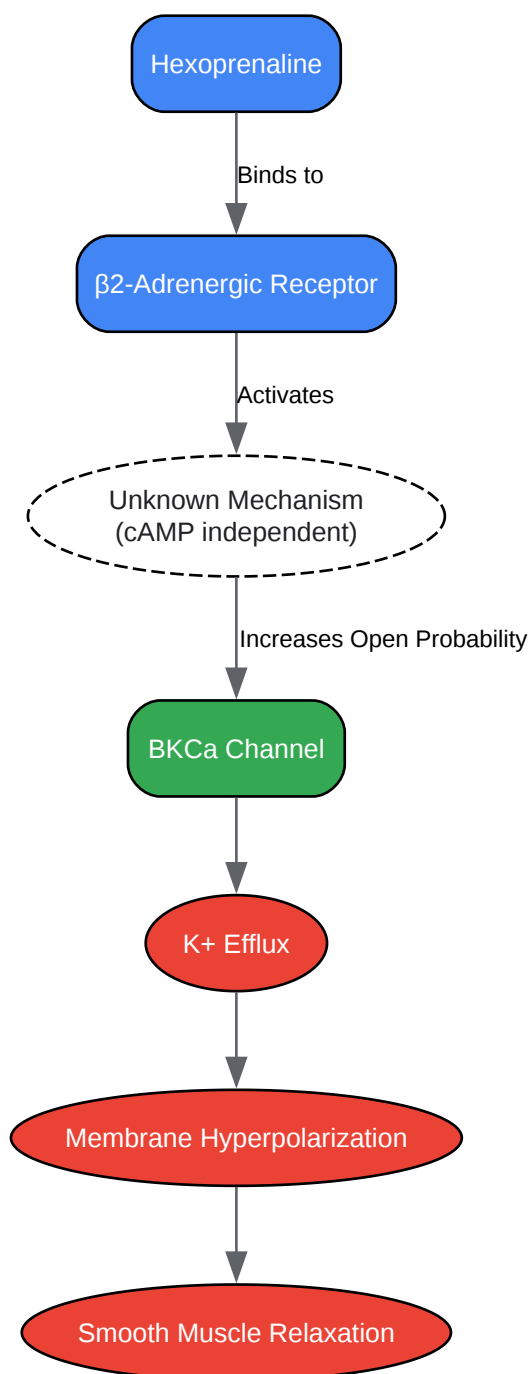 Hexoprenaline
Binds to
β2-Adrenergic Receptor
Activates
Unknown Mechanism
(cAMP independent)
Increases Open Probability
BKCa Channel
K+ Efflux
Membrane Hyperpolarization
Smooth Muscle Relaxation